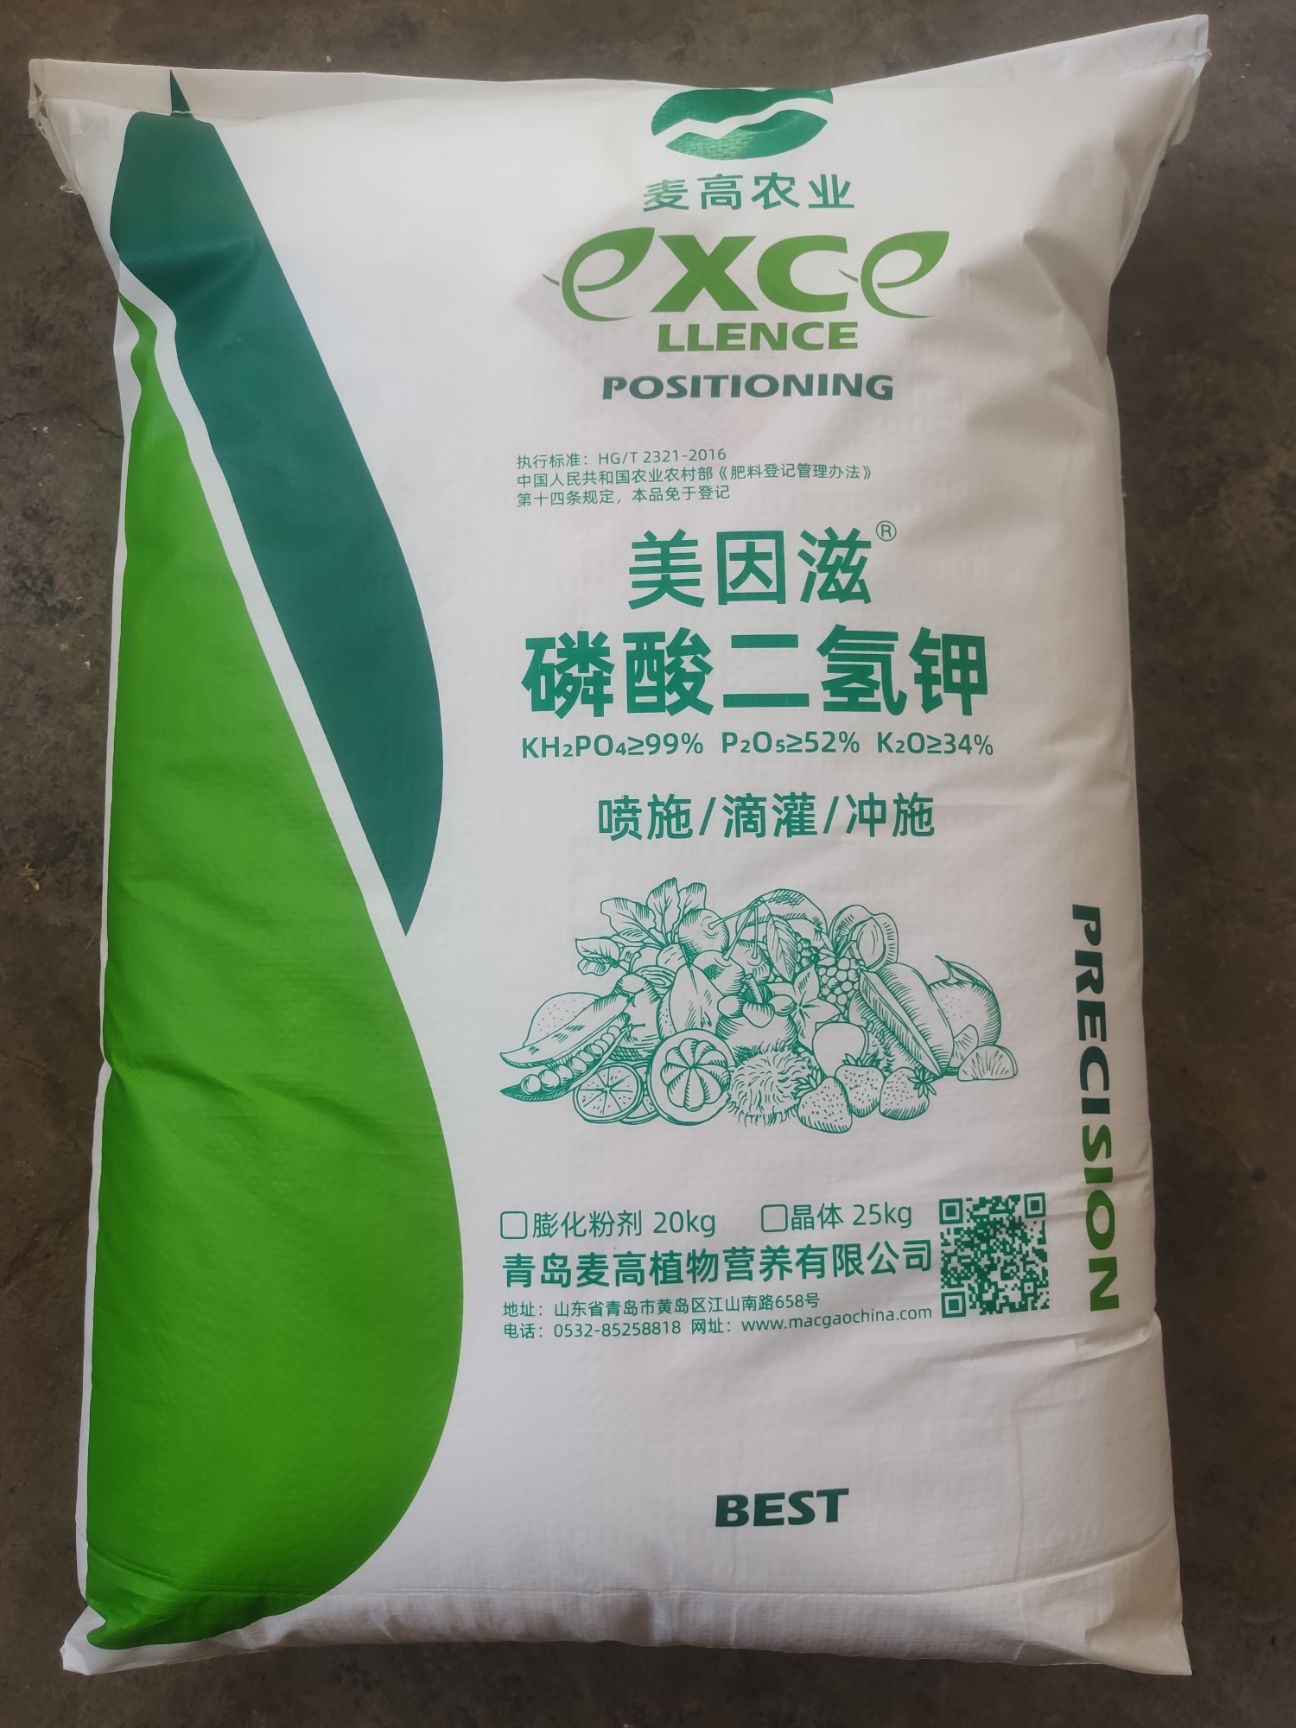 麦高农业
exce
LLENCE
POSITIONING
执行标准：HG/T 2321-2016
中国人民共和国农业农村部《肥料登记管理办法》
第十四条规定，本品免于登记
美因滋®
磷酸二氢钾
KH₂PO₄≥99% P₂O₅≥52% K₂O≥34%
喷施/滴灌/冲施
PRECISION
膨化粉剂 20kg 晶体 25kg
青岛麦高植物营养有限公司
地址：山东省青岛市黄岛区江山南路658号
电话：0532-85258818 网址：www.macgaochina.com
BEST